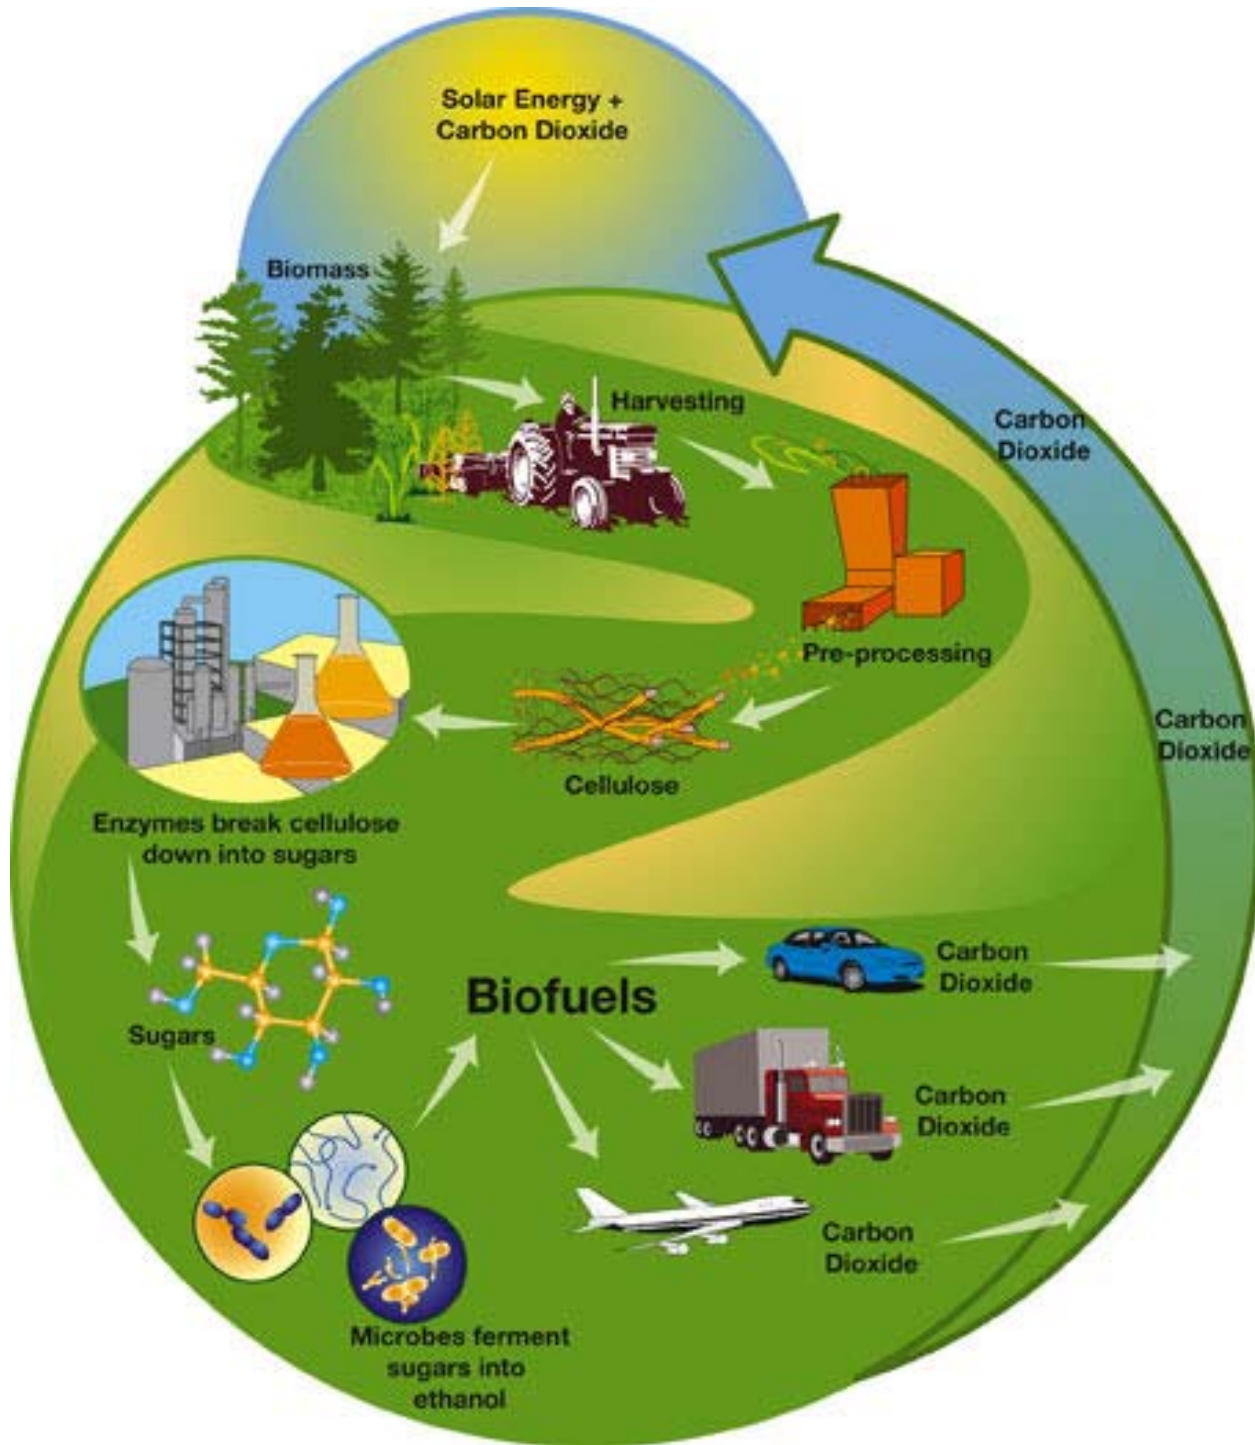 Solar Energy +
Carbon Dioxide
Biomass
Harvesting
Carbon
Dioxide
Pre-processing
Carbon
Dioxide
Cellulose
Enzymes break cellulose
down into sugars
Carbon
Dioxide
Biofuels
Sugars
Carbon
Dioxide
Carbon
Dioxide
Microbes ferment
sugars into
ethanol